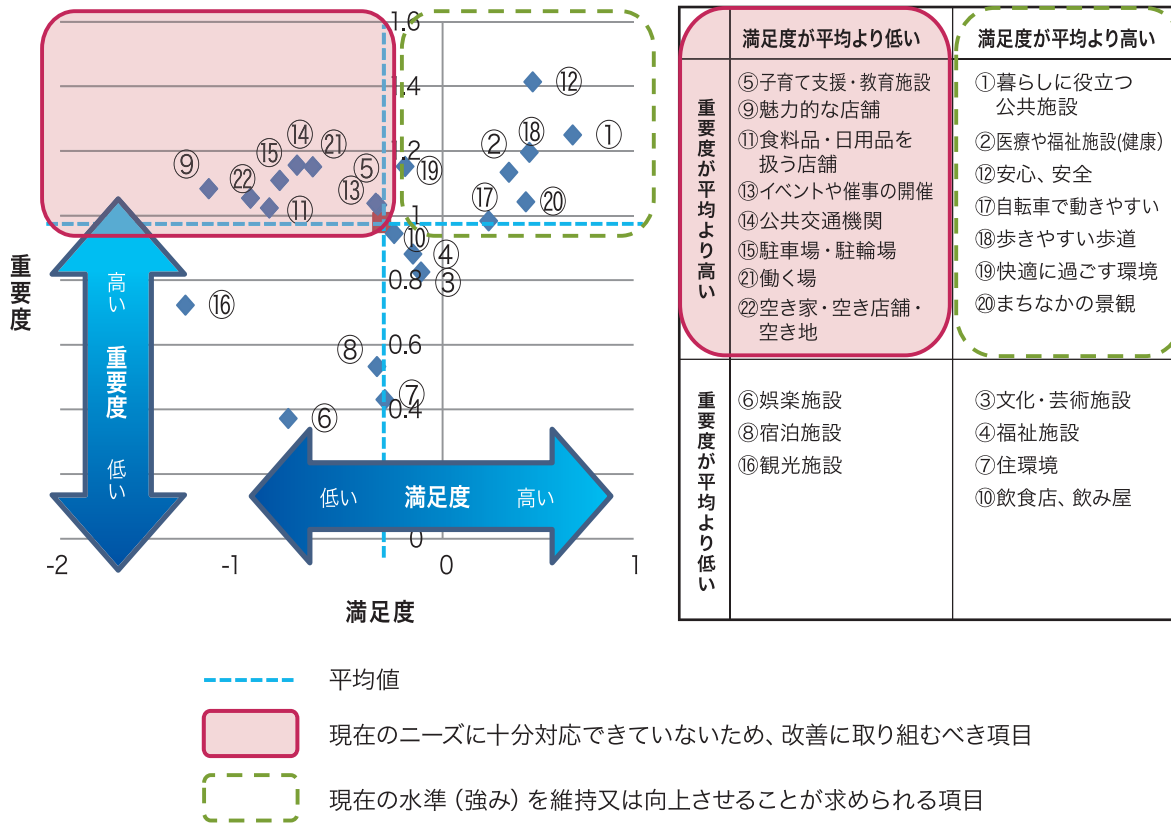 1.6
1.4
1.2
1
0.8
0.6
0.4
0
-2
-1
0
1
⑫
①
⑱
②
⑭
㉑
⑮
⑨
㉒
⑤
⑲
⑬
⑪
⑰
⑳
⑩
④
③
⑯
⑧
⑦
⑥
重要度
高い
重要度
低い
低い
満足度
高い
満足度
満足度が平均より低い
満足度が平均より高い
重要度が平均より高い
⑤子育て支援・教育施設
⑨魅力的な店舗
⑪食料品・日用品を
扱う店舗
⑬イベントや催事の開催
⑭公共交通機関
⑮駐車場・駐輪場
㉑働く場
㉒空き家・空き店舗・
空き地
①暮らしに役立つ
公共施設
②医療や福祉施設(健康)
⑫安心、安全
⑰自転車で動きやすい
⑱歩きやすい歩道
⑲快適に過ごす環境
⑳まちなかの景観
重要度が平均より低い
⑥娯楽施設
⑧宿泊施設
⑯観光施設
③文化・芸術施設
④福祉施設
⑦住環境
⑩飲食店、飲み屋
平均値
現在のニーズに十分対応できていないため、改善に取り組むべき項目
現在の水準（強み）を維持又は向上させることが求められる項目